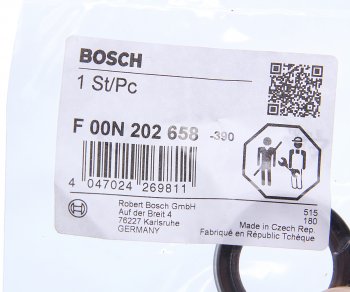 BOSCH
1 St/Pc
F 00N 202 658 -390
4 047024 269811
Robert Bosch GmbH
Auf der Breit 4
76227 Karlsruhe
GERMANY
515
180
Made in Czech Rep.
Fabriqué en République Tchèque